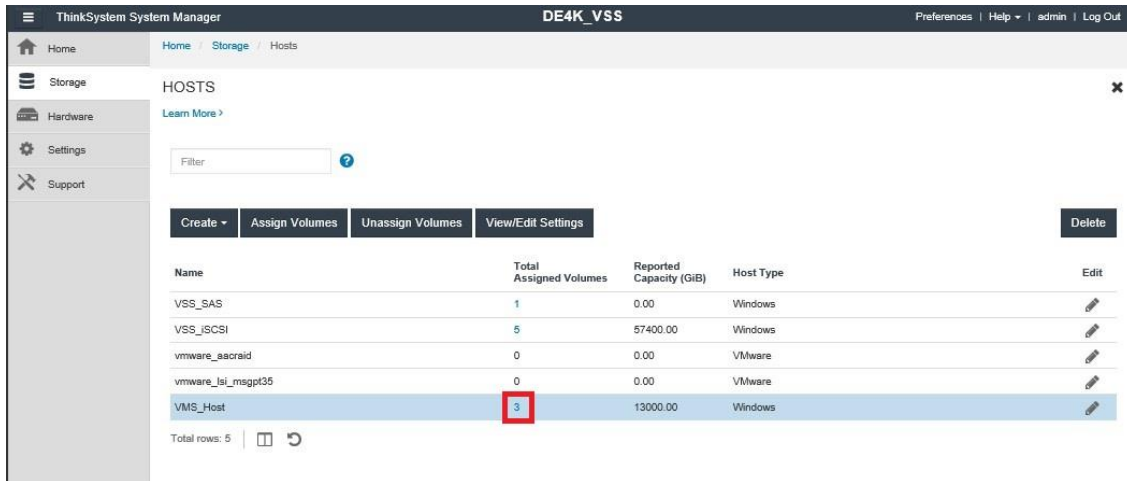 ThinkSystem System Manager DE4K_VSS Preferences | Help | admin | Log Out
Home
Storage
Hardware
Settings
Support
Home / Storage / Hosts
HOSTS
Learn More >
Filter
Create Assign Volumes Unassign Volumes View/Edit Settings Delete
Name Total Assigned Volumes Reported Capacity (GiB) Host Type Edit
VSS_SAS 1 0.00 Windows
VSS_iSCSI 5 57400.00 Windows
vmware_aacraid 0 0.00 VMware
vmware_lsi_msgpt35 0 0.00 VMware
VMS_Host 3 13000.00 Windows
Total rows: 5